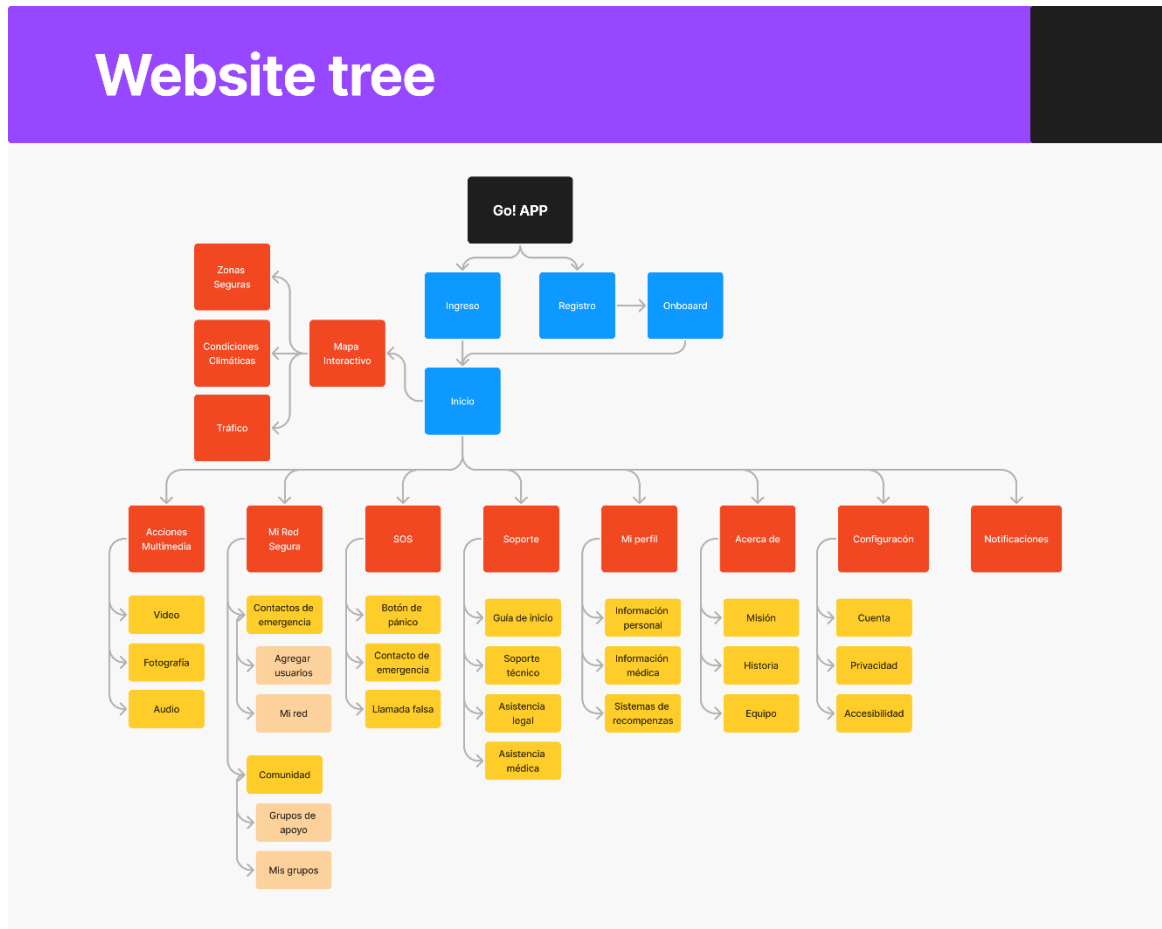 Website tree
Go! APP
Zonas
Seguras
Ingreso
Registro
Onboaard
Condiciones
Climáticas
Mapa
Interactivo
Inicio
Tráfico
Acciones
Multimedia
Mi Red
Segura
SOS
Soporte
Mi perfil
Acerca de
Configuracón
Notificaciones
Video
Fotografía
Audio
Contactos de
emergencia
Agregar
usuarios
Mi red
Comunidad
Grupos de
apoyo
Mis grupos
Botón de
pánico
Contacto de
emergencia
Llamada falsa
Guía de inicio
Soporte
técnico
Asistencia
legal
Asistencia
médica
Información
personal
Información
médica
Sistemas de
recompenzas
Misión
Historia
Equipo
Cuenta
Privacidad
Accesibilidad